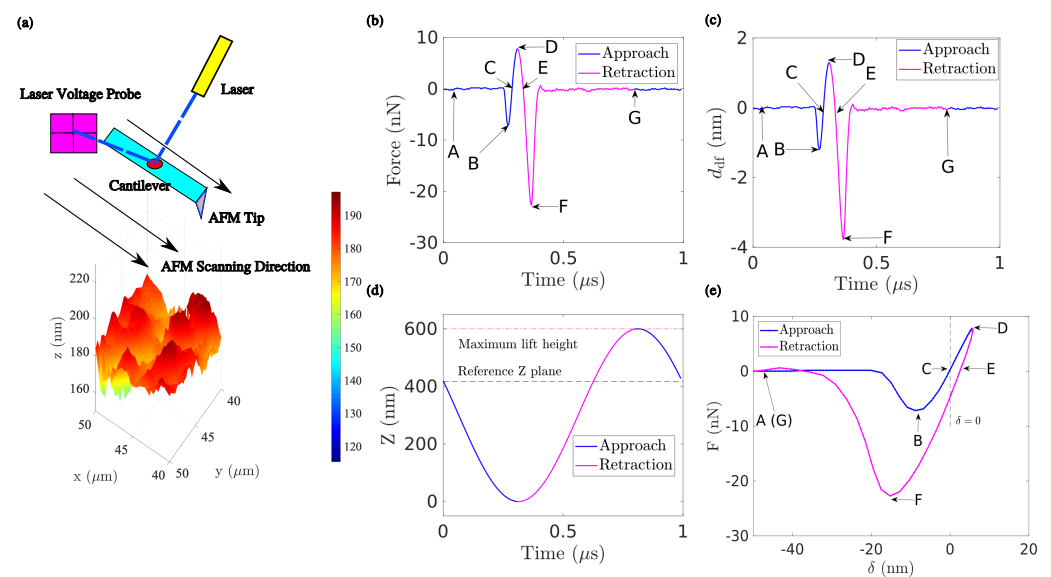 (a)
Laser Voltage Probe
Laser
Cantilever
AFM Tip
AFM Scanning Direction
z (nm)
220
200
180
160
50
45
40
x (μm)
50
45
40
y (μm)
190
180
170
160
150
140
130
120
(b)
Force (nN)
10
0
-10
-20
-30
0
0.5
1
Time (μs)
Approach
Retraction
A
B
C
D
E
F
G
(c)
d_df (nm)
2
0
-2
-4
0
0.5
1
Time (μs)
Approach
Retraction
A
B
C
D
E
F
G
(d)
Z (nm)
600
400
200
0
0
0.5
1
Time (μs)
Maximum lift height
Reference Z plane
Approach
Retraction
(e)
F (nN)
10
0
-10
-20
-30
-40
-20
0
20
δ (nm)
Approach
Retraction
A (G)
B
C
D
E
F
δ = 0